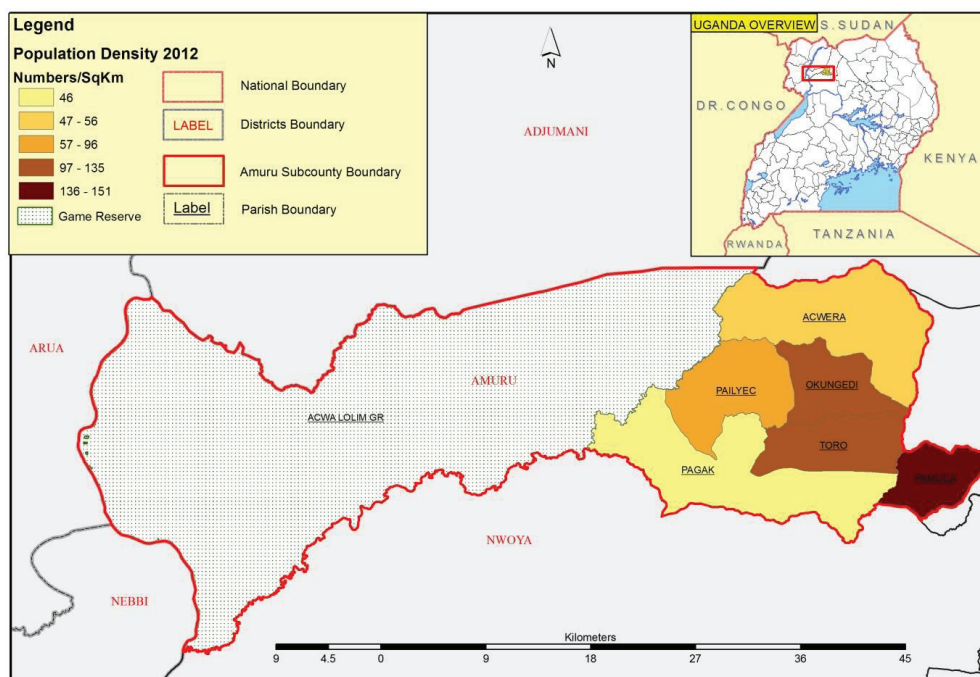 Legend
Population Density 2012
Numbers/SqKm
46
47 - 56
57 - 96
97 - 135
136 - 151
Game Reserve
National Boundary
LABEL
Districts Boundary
Amuru Subcounty Boundary
Label
Parish Boundary
N
UGANDA OVERVIEW
S.SUDAN
DR.CONGO
KENYA
TANZANIA
RWANDA
ADJUMANI
ARUA
AMURU
ACWA LOLIM GR
ACWERA
PAILYEC
OKUNGEDI
TORO
PAGAK
NWOYA
NEBBI
Kilometers
9 4.5 0 9 18 27 36 45